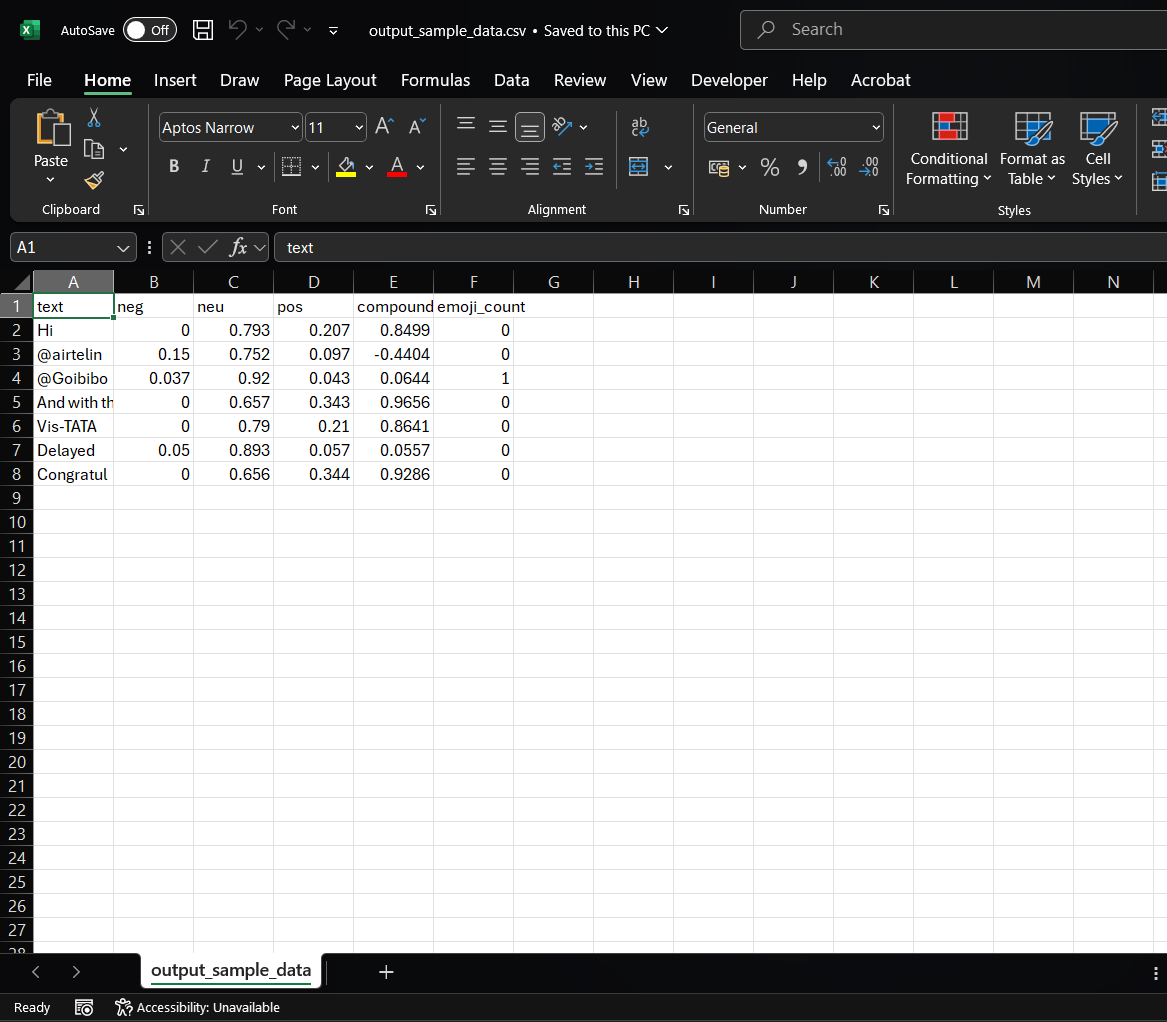 AutoSave Off output_sample_data.csv • Saved to this PC Search
File Home Insert Draw Page Layout Formulas Data Review View Developer Help Acrobat
Paste Aptos Narrow 11 General Conditional Formatting Format as Table Cell Styles
Clipboard Font Alignment Number Styles
A1 fx text
A B C D E F G H I J K L M N
1 text neg neu pos compound emoji_count
2 Hi 0 0.793 0.207 0.8499 0
3 @airtelin 0.15 0.752 0.097 -0.4404 0
4 @Goibibo 0.037 0.92 0.043 0.0644 1
5 And with th 0 0.657 0.343 0.9656 0
6 Vis-TATA 0 0.79 0.21 0.8641 0
7 Delayed 0.05 0.893 0.057 0.0557 0
8 Congratul 0 0.656 0.344 0.9286 0
9
10
11
12
13
14
15
16
17
18
19
20
21
22
23
24
25
26
27
28
output_sample_data
Ready Accessibility: Unavailable